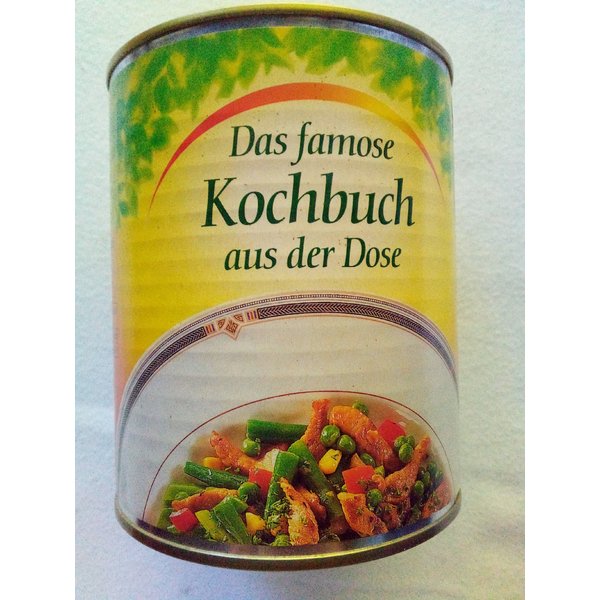 Das famose
Kochbuch
aus der Dose